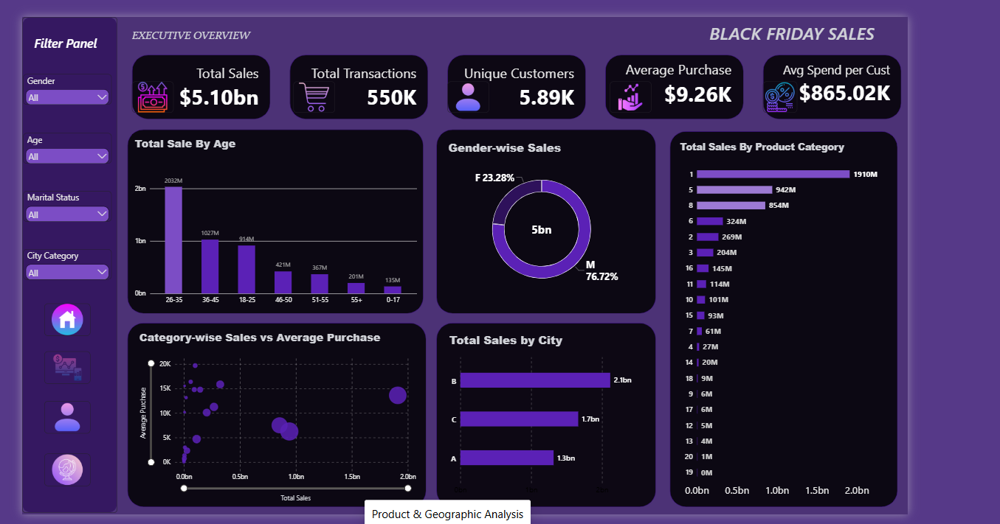 Filter Panel
EXECUTIVE OVERVIEW
BLACK FRIDAY SALES
Gender
All
Age
All
Marital Status
All
City Category
All
Total Sales
$5.10bn
Total Transactions
550K
Unique Customers
5.89K
Average Purchase
$9.26K
Avg Spend per Cust
$865.02K
Total Sale By Age
2bn
1bn
0bn
2032M
1027M
914M
421M
367M
201M
135M
26-35 36-45 18-25 46-50 51-55 55+ 0-17
Gender-wise Sales
F 23.28%
5bn
M
76.72%
Total Sales By Product Category
1 1910M
5 942M
8 854M
6 324M
2 269M
3 204M
16 145M
11 114M
10 101M
15 93M
7 61M
4 27M
14 20M
18 9M
9 6M
17 6M
12 5M
13 4M
20 1M
19 0M
0.0bn 0.5bn 1.0bn 1.5bn 2.0bn
Category-wise Sales vs Average Purchase
Average Purchase
20K
15K
10K
5K
0K
0.0bn 0.5bn 1.0bn 1.5bn 2.0bn
Total Sales
Total Sales by City
B 2.1bn
C 1.7bn
A 1.3bn
0bn 1bn 2bn
Product & Geographic Analysis